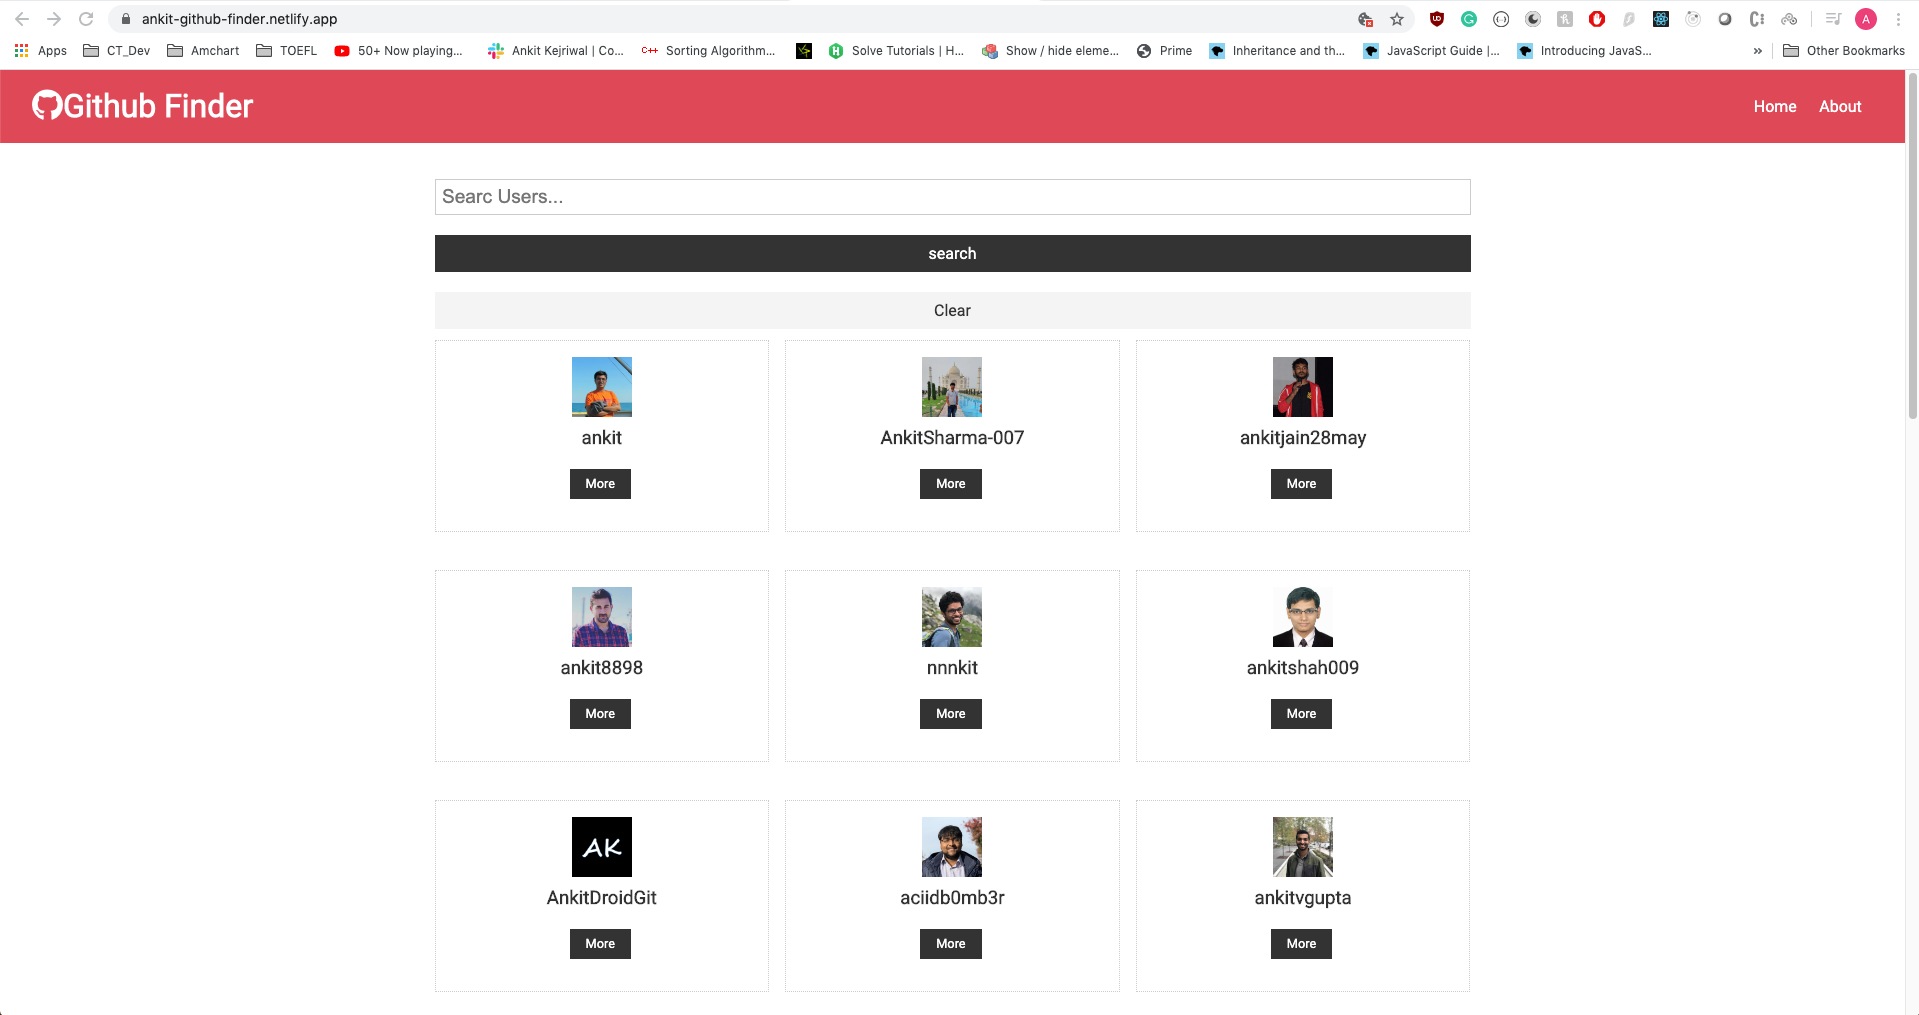 ankit-github-finder.netlify.app
Apps CT_Dev Amchart TOEFL 50+ Now playing... Ankit Kejriwal | Co... C++ Sorting Algorithm... Solve Tutorials | H... Show / hide eleme... Prime Inheritance and th... JavaScript Guide |... Introducing JavaS... » Other Bookmarks
Github Finder Home About
Searc Users...
search
Clear
ankit AnkitSharma-007 ankitjain28may
More More More
ankit8898 nnnkit ankitshah009
More More More
AK
AnkitDroidGit aciidb0mb3r ankitvgupta
More More More